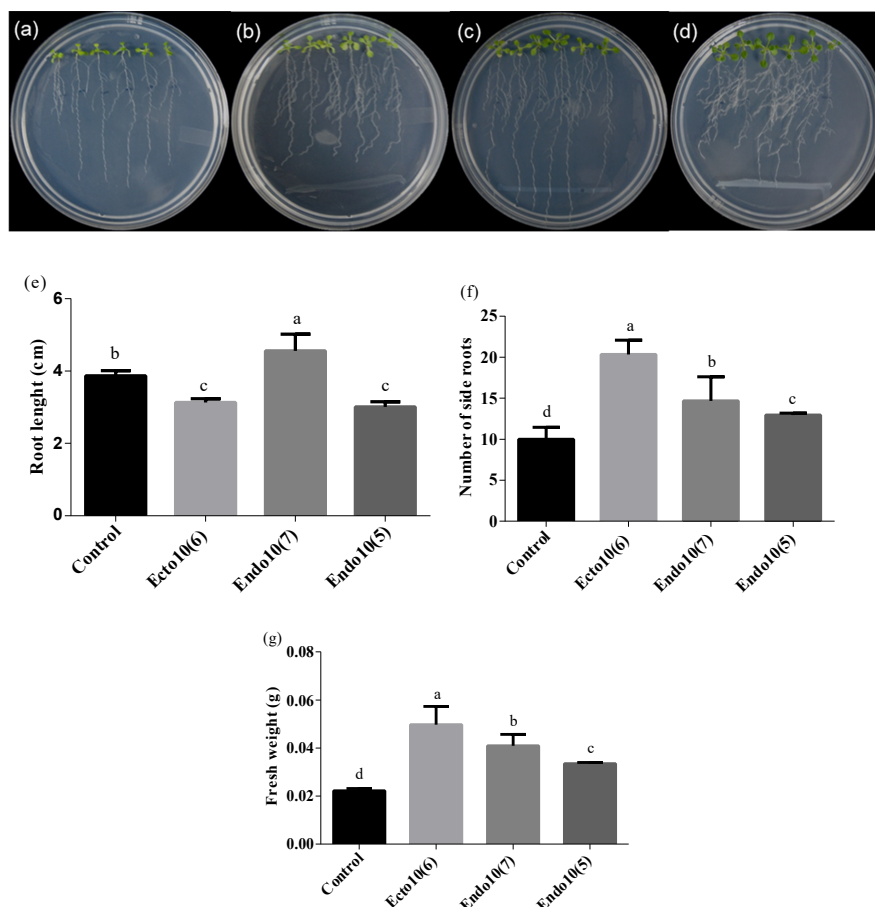 (a)
(b)
(c)
(d)
(e)
Root lenght (cm)
6
4
2
0
b
c
a
c
Control
Ecto10(6)
Endo10(7)
Endo10(5)
(f)
Number of side roots
25
20
15
10
5
0
d
a
b
c
Control
Ecto10(6)
Endo10(7)
Endo10(5)
(g)
Fresh weight (g)
0.08
0.06
0.04
0.02
0.00
d
a
b
c
Control
Ecto10(6)
Endo10(7)
Endo10(5)